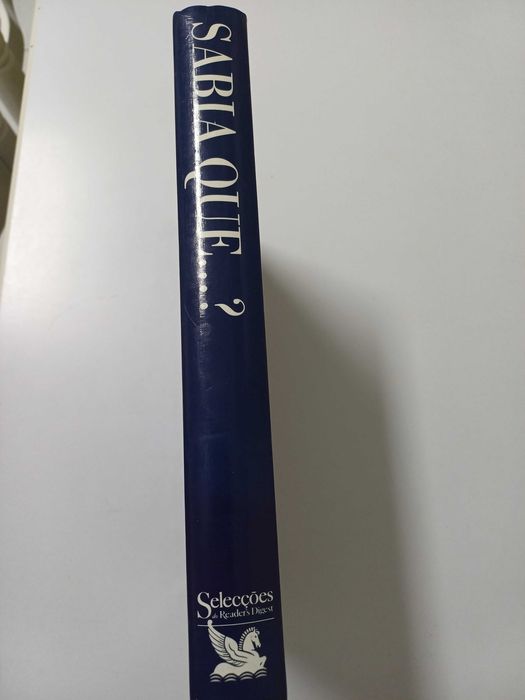 SABIA QUE....?
Selecções
do Reader's Digest